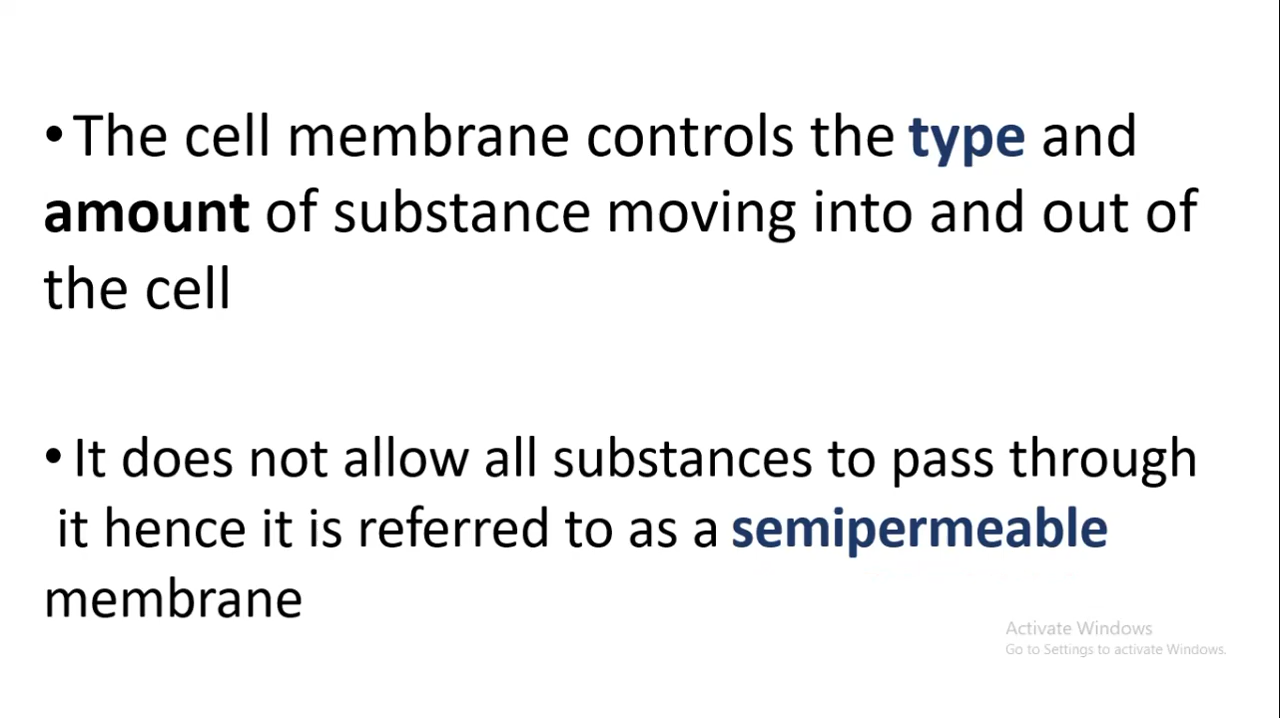 •The cell membrane controls the type and
amount of substance moving into and out of
the cell
•It does not allow all substances to pass through
it hence it is referred to as a semipermeable
membrane
Activate Windows
Go to Settings to activate Windows.